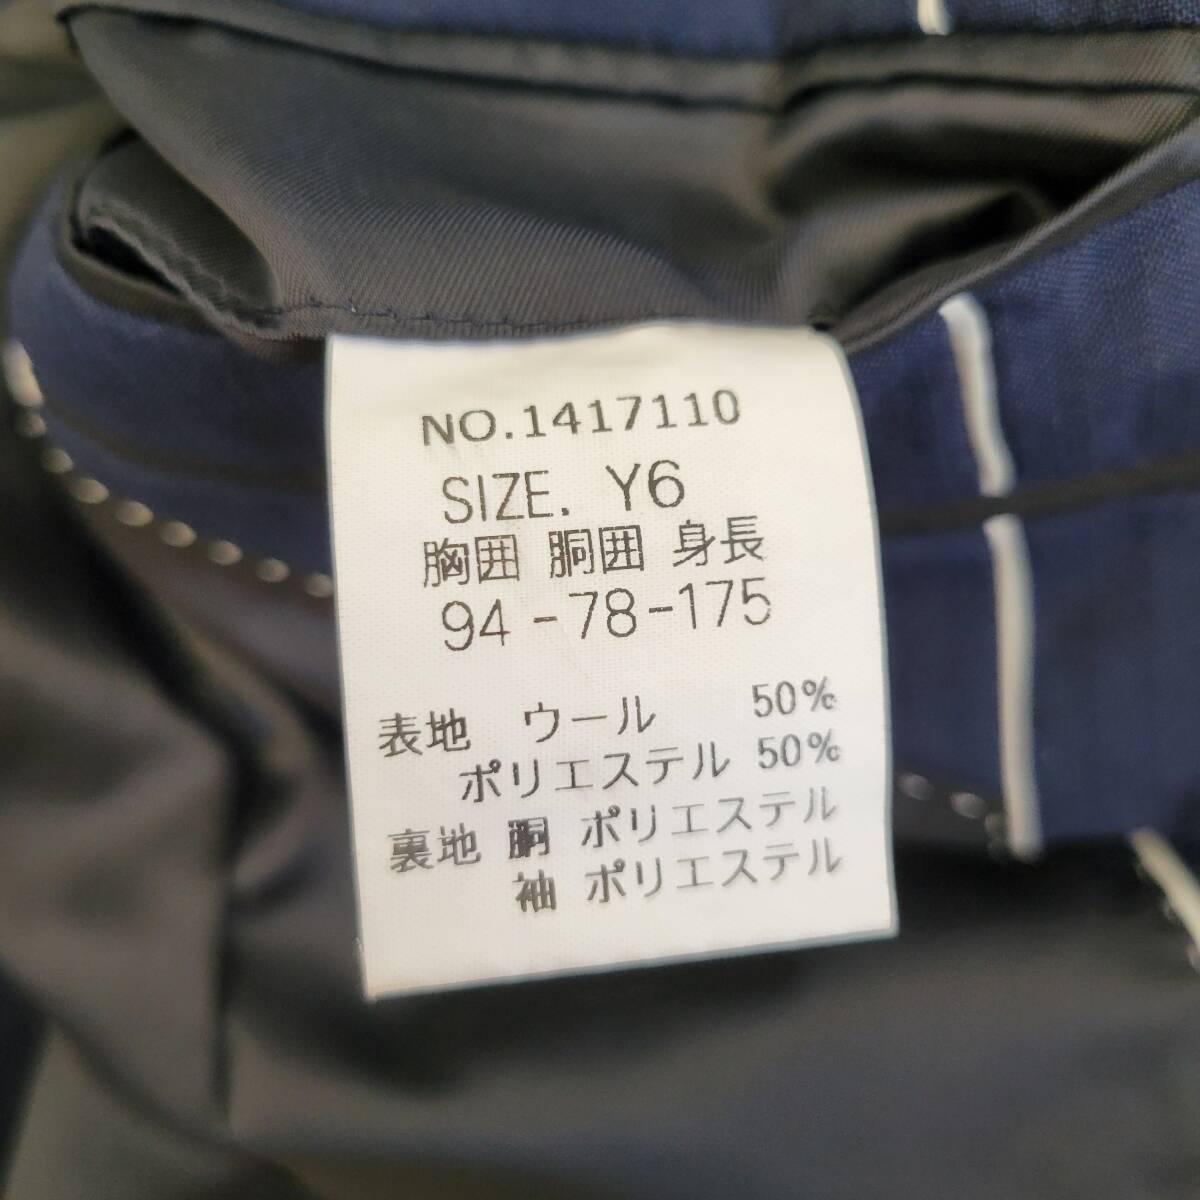 NO.1417110
SIZE. Y6
胸囲 胴囲 身長
94-78-175
表地 ウール 50%
ポリエステル 50%
裏地 胴 ポリエステル
袖 ポリエステル